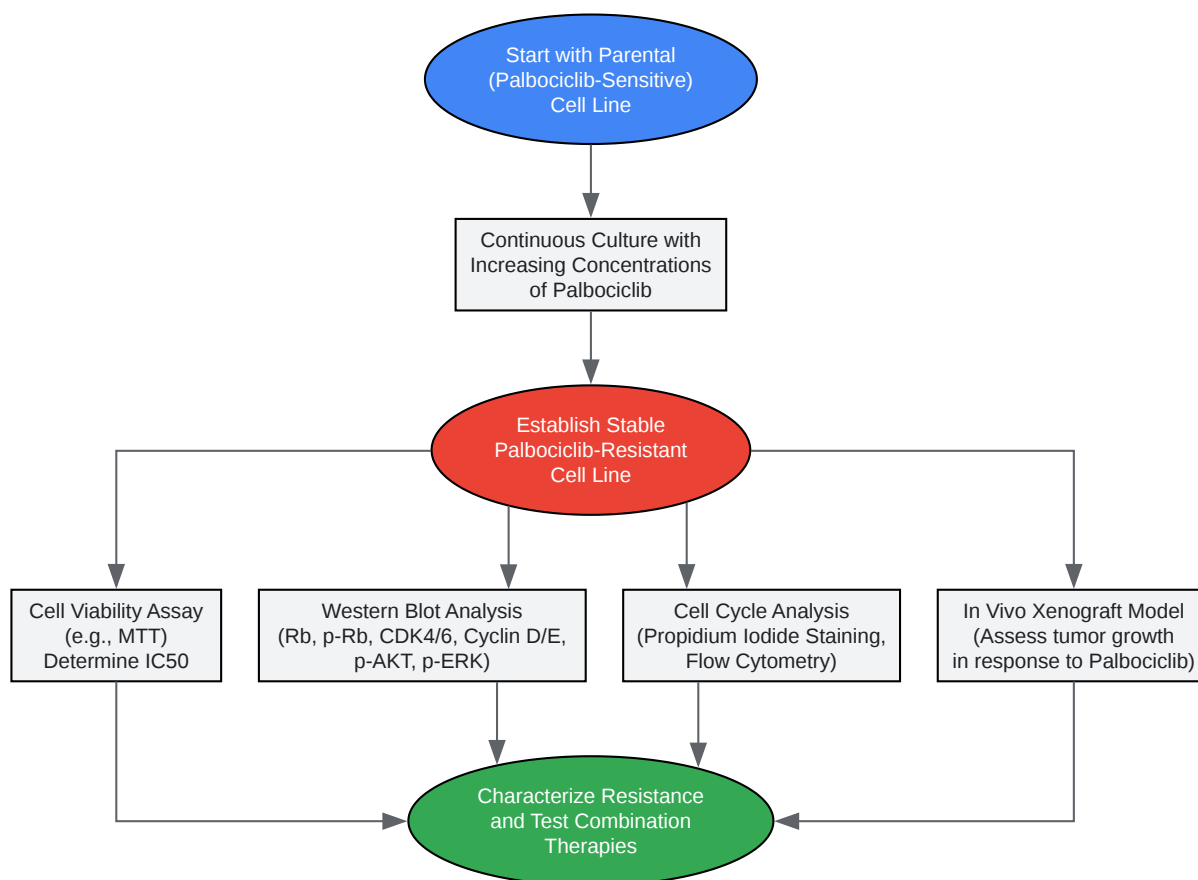 Start with Parental
(Palbociclib-Sensitive)
Cell Line
Continuous Culture with
Increasing Concentrations
of Palbociclib
Establish Stable
Palbociclib-Resistant
Cell Line
Cell Viability Assay
(e.g., MTT)
Determine IC50
Western Blot Analysis
(Rb, p-Rb, CDK4/6, Cyclin D/E,
p-AKT, p-ERK)
Cell Cycle Analysis
(Propidium Iodide Staining,
Flow Cytometry)
In Vivo Xenograft Model
(Assess tumor growth
in response to Palbociclib)
Characterize Resistance
and Test Combination
Therapies